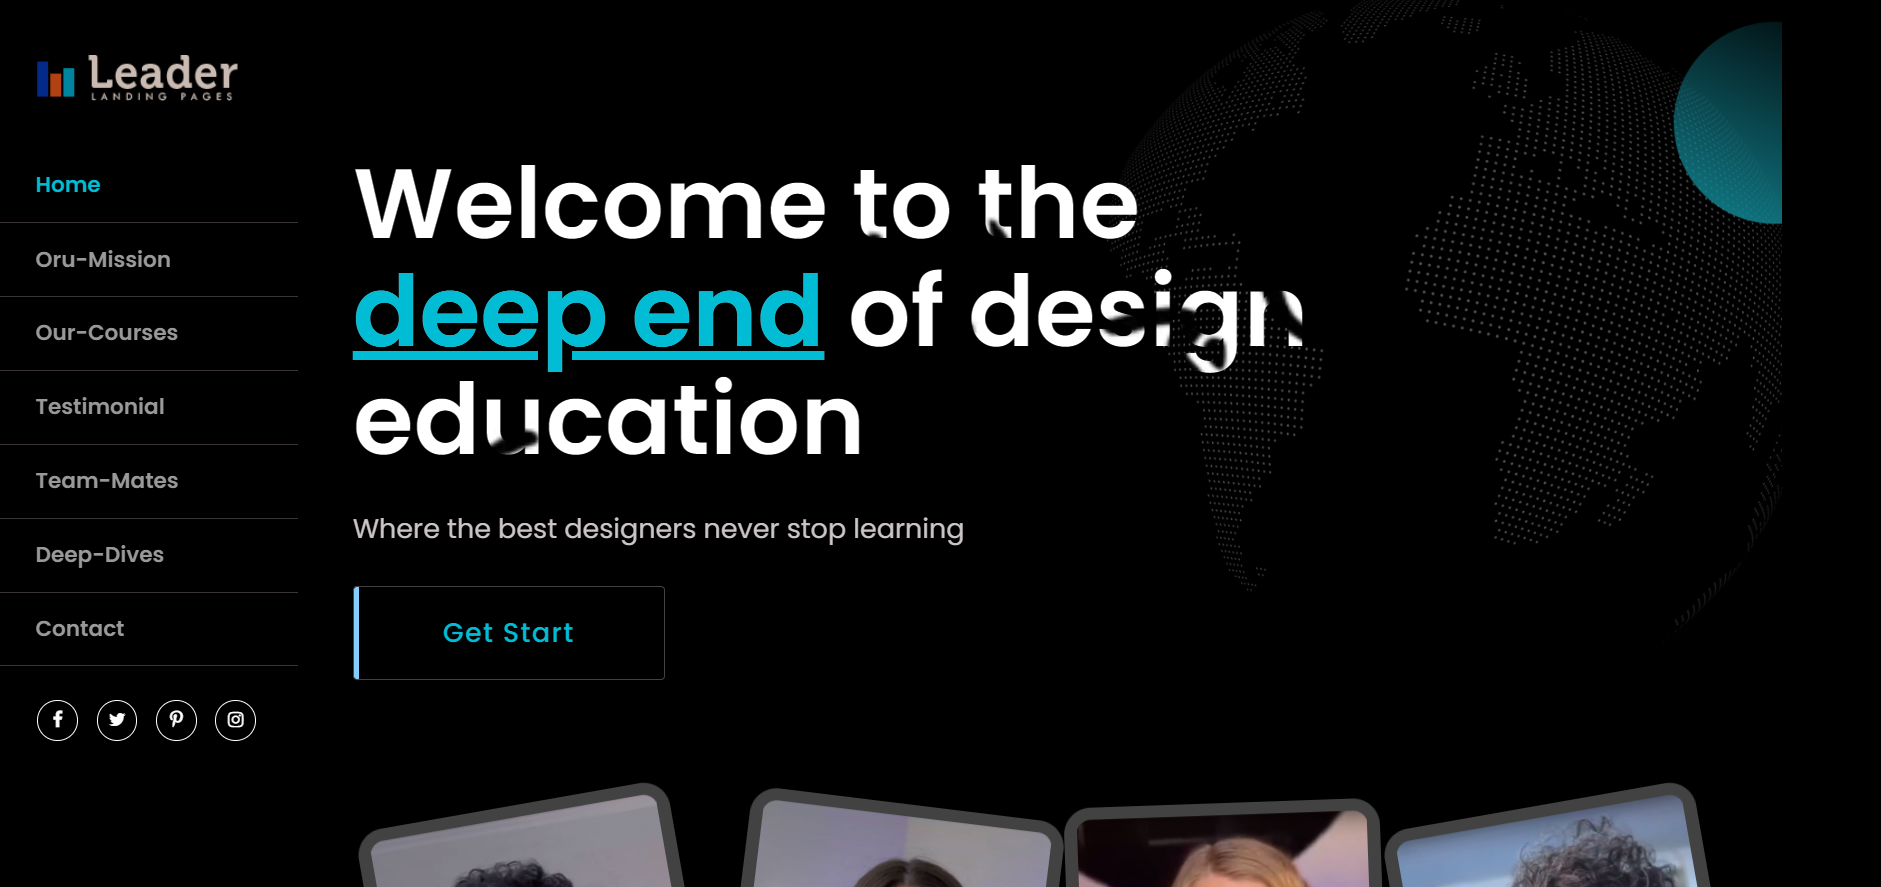 Leader
LANDING PAGES
Home
Oru-Mission
Our-Courses
Testimonial
Team-Mates
Deep-Dives
Contact
Welcome to the
deep end of design
education
Where the best designers never stop learning
Get Start